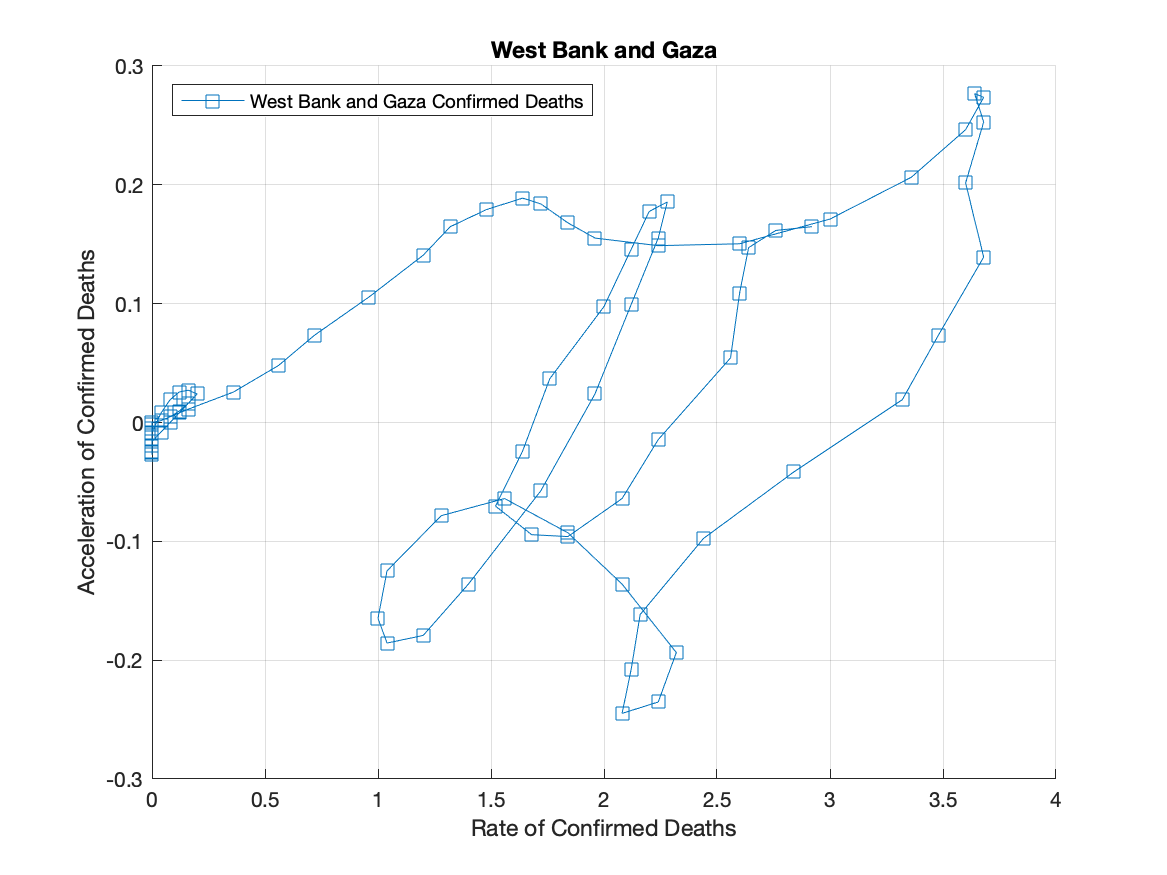 West Bank and Gaza
0.3
West Bank and Gaza Confirmed Deaths
0.2
0.1
0
-0.1
-0.2
-0.3
Acceleration of Confirmed Deaths
0 0.5 1 1.5 2 2.5 3 3.5 4
Rate of Confirmed Deaths